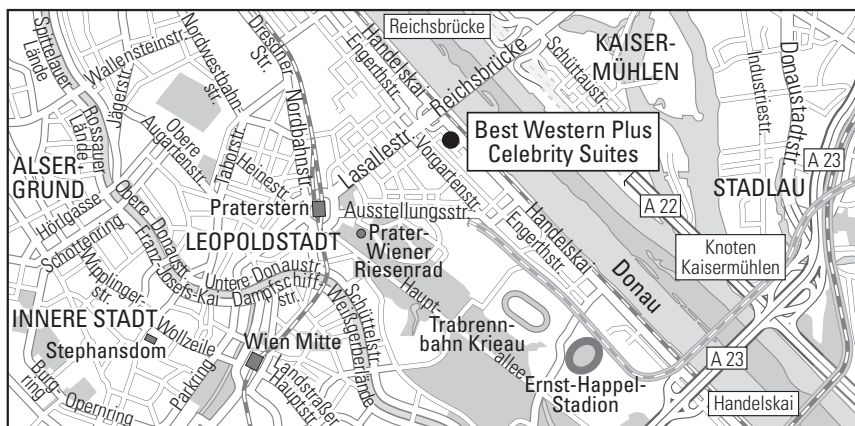 Spittelauer
Lände
Wallensteinstr.
Nordwestbahn-
str.
Dresdner
Str.
Nordbahnstr.
Handelskai
Engerthstr.
Reichsbrücke
Reichsbrücke
Schüttaustr.
KAISER-
MÜHLEN
Industriestr.
Donaustadtstr.
A 23
Jägerstr.
Rossauer
Lände
Obere
Augartenstr.
Taborstr.
Heinestr.
Lasallestr.
Vorgartenstr.
Best Western Plus
Celebrity Suites
ALSER-
GRUND
Hörlgasse
Schottenring
Obere Donaustr.
Franz-Josefs-Kai
Praterstern
Ausstellungsstr.
LEOPOLDSTADT
Prater-
Wiener
Riesenrad
Engerthstr.
Handelskai
Donau
A 22
STADLAU
Knoten
Kaisermühlen
Wipplinger-
str.
Untere Donaustr.
Dampfschiff-
str.
Weißgerberlände
Schüttelstr.
Haupt-
allee
Trabrenn-
bahn Krieau
INNERE STADT
Stephansdom
Wollzeile
Wien Mitte
Parkring
Burg-
ring
Opernring
Landstraßer
Hauptstr.
Ernst-Happel-
Stadion
A 23
Handelskai